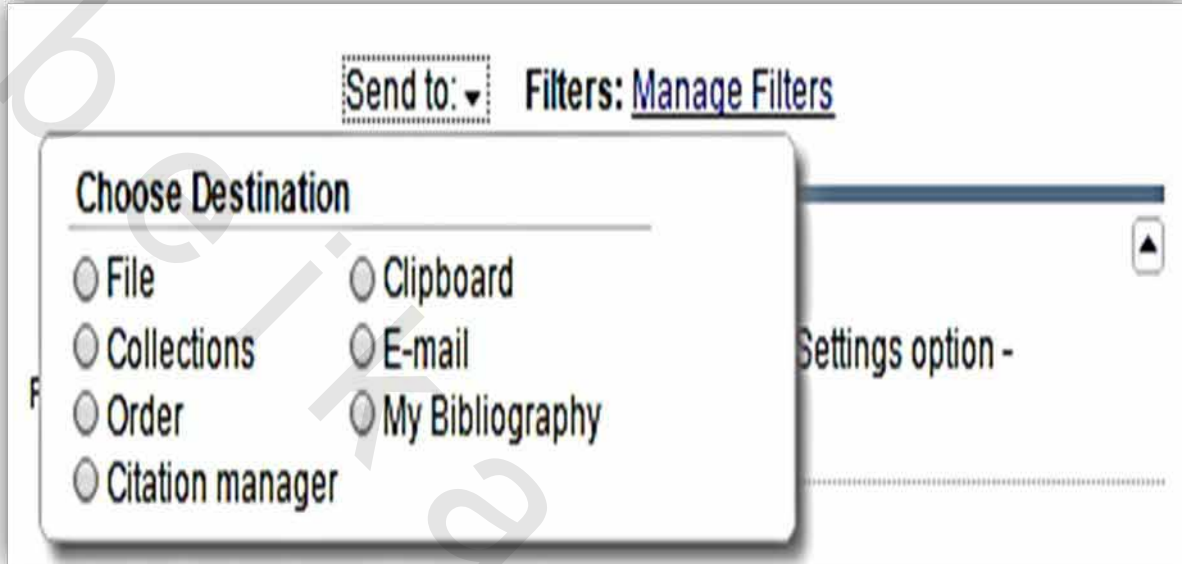 Send to: Filters: Manage Filters
Choose Destination
File Clipboard
Collections E-mail
Settings option -
Order My Bibliography
Citation manager